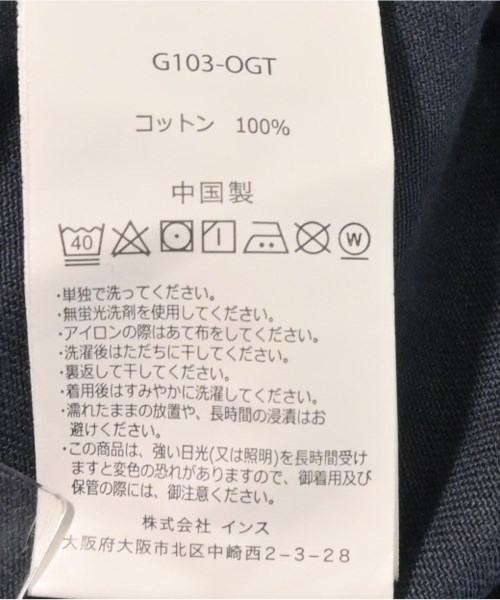 G103-OGT
コットン 100%
中国製
40 W
・単独で洗ってください。
・無蛍光洗剤を使用してください。
・アイロンの際はあて布をしてください。
・洗濯後はただちに干してください。
・裏返して干してください。
・着用後はすみやかに洗濯してください。
・濡れたままの放置や、長時間の浸漬はお
避けください。
・この商品は、強い日光(又は照明)を長時間受け
ますと変色の恐れがありますので、御着用及び
保管の際には、御注意ください。
株式会社 インス
大阪府大阪市北区中崎西2-3-28